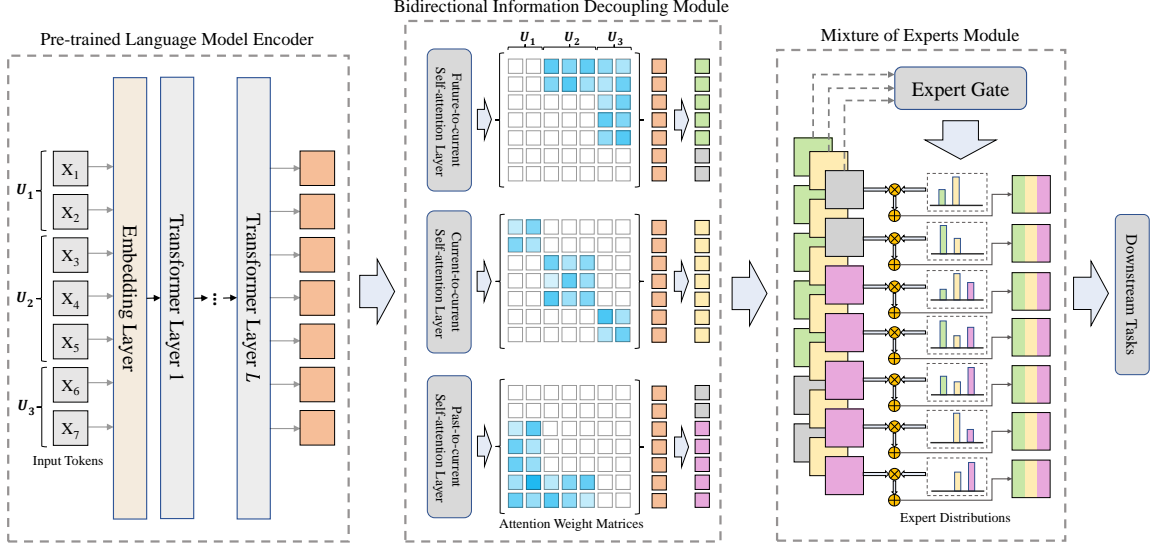 Pre-trained Language Model Encoder
U₁
U₂
U₃
X₁
X₂
X₃
X₄
X₅
X₆
X₇
Input Tokens
Embedding Layer
Transformer Layer 1
...
Transformer Layer L
Bidirectional Information Decoupling Module
U₁ U₂ U₃
Future-to-current
Self-attention Layer
Current-to-current
Self-attention Layer
Past-to-current
Self-attention Layer
Attention Weight Matrices
Mixture of Experts Module
Expert Gate
Expert Distributions
Downstream Tasks